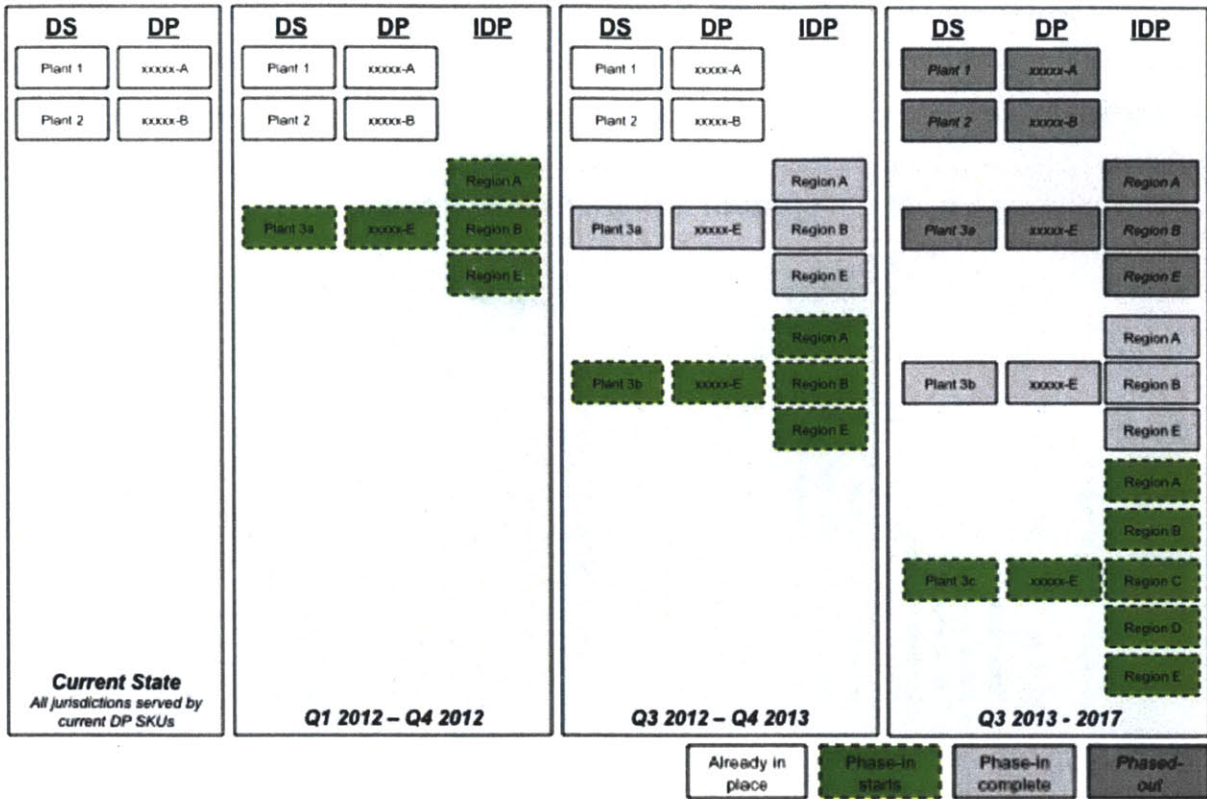 DS DP
Plant 1 xxxxx-A
Plant 2 xxxxx-B
Current State
All jurisdictions served by
current DP SKUs
DS DP IDP
Plant 1 xxxxx-A
Plant 2 xxxxx-B
Region A
Plant 3a xxxxx-E Region B
Region E
Q1 2012 – Q4 2012
DS DP IDP
Plant 1 xxxxx-A
Plant 2 xxxxx-B
Region A
Plant 3a xxxxx-E Region B
Region E
Region A
Plant 3b xxxxx-E Region B
Region E
Q3 2012 – Q4 2013
DS DP IDP
Plant 1 xxxxx-A
Plant 2 xxxxx-B
Region A
Plant 3a xxxxx-E Region B
Region E
Region A
Plant 3b xxxxx-E Region B
Region E
Region A
Region B
Plant 3c xxxxx-E Region C
Region D
Region E
Q3 2013 - 2017
Already in
place
Phase-in
starts
Phase-in
complete
Phased-
out